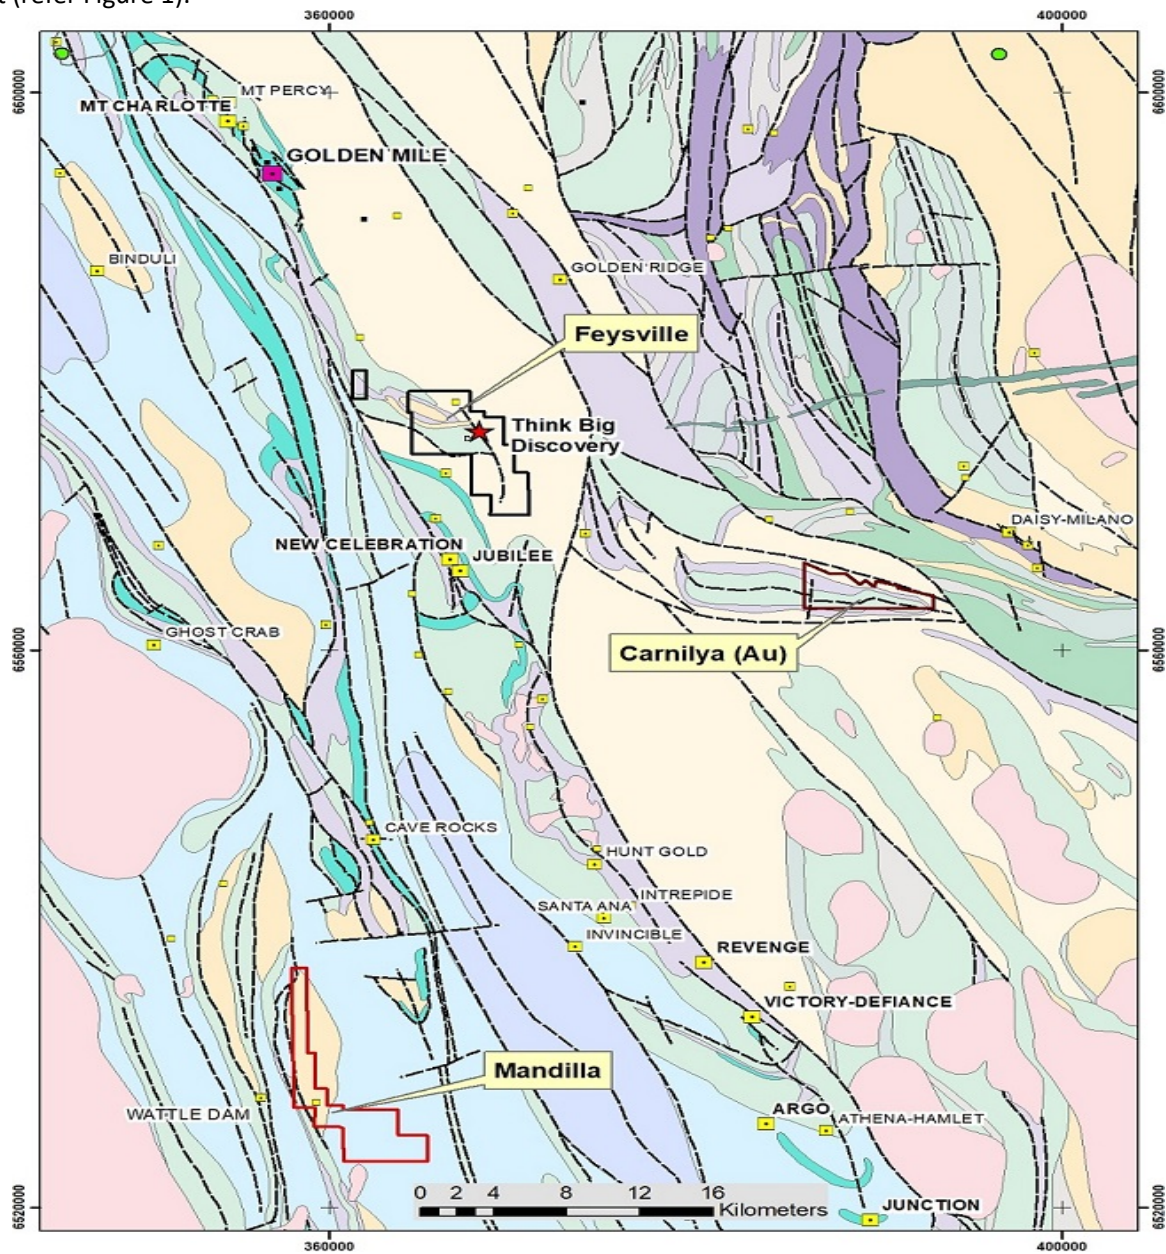 t (refer Figure 1).
360000
400000
6600000
6600000
MT PERCY
MT CHARLOTTE
GOLDEN MILE
BINDULI
GOLDEN RIDGE
Feysville
Think Big
Discovery
DAISY-MILANO
NEW CELEBRATION
JUBILEE
GHOST CRAB
Carnilya (Au)
6560000
6560000
CAVE ROCKS
HUNT GOLD
INTREPIDE
SANTA ANA
INVINCIBLE
REVENGE
VICTORY-DEFIANCE
Mandilla
WATTLE DAM
ARGO
ATHENA-HAMLET
0 2 4 8 12 16
Kilometers
JUNCTION
6520000
6520000
360000
400000